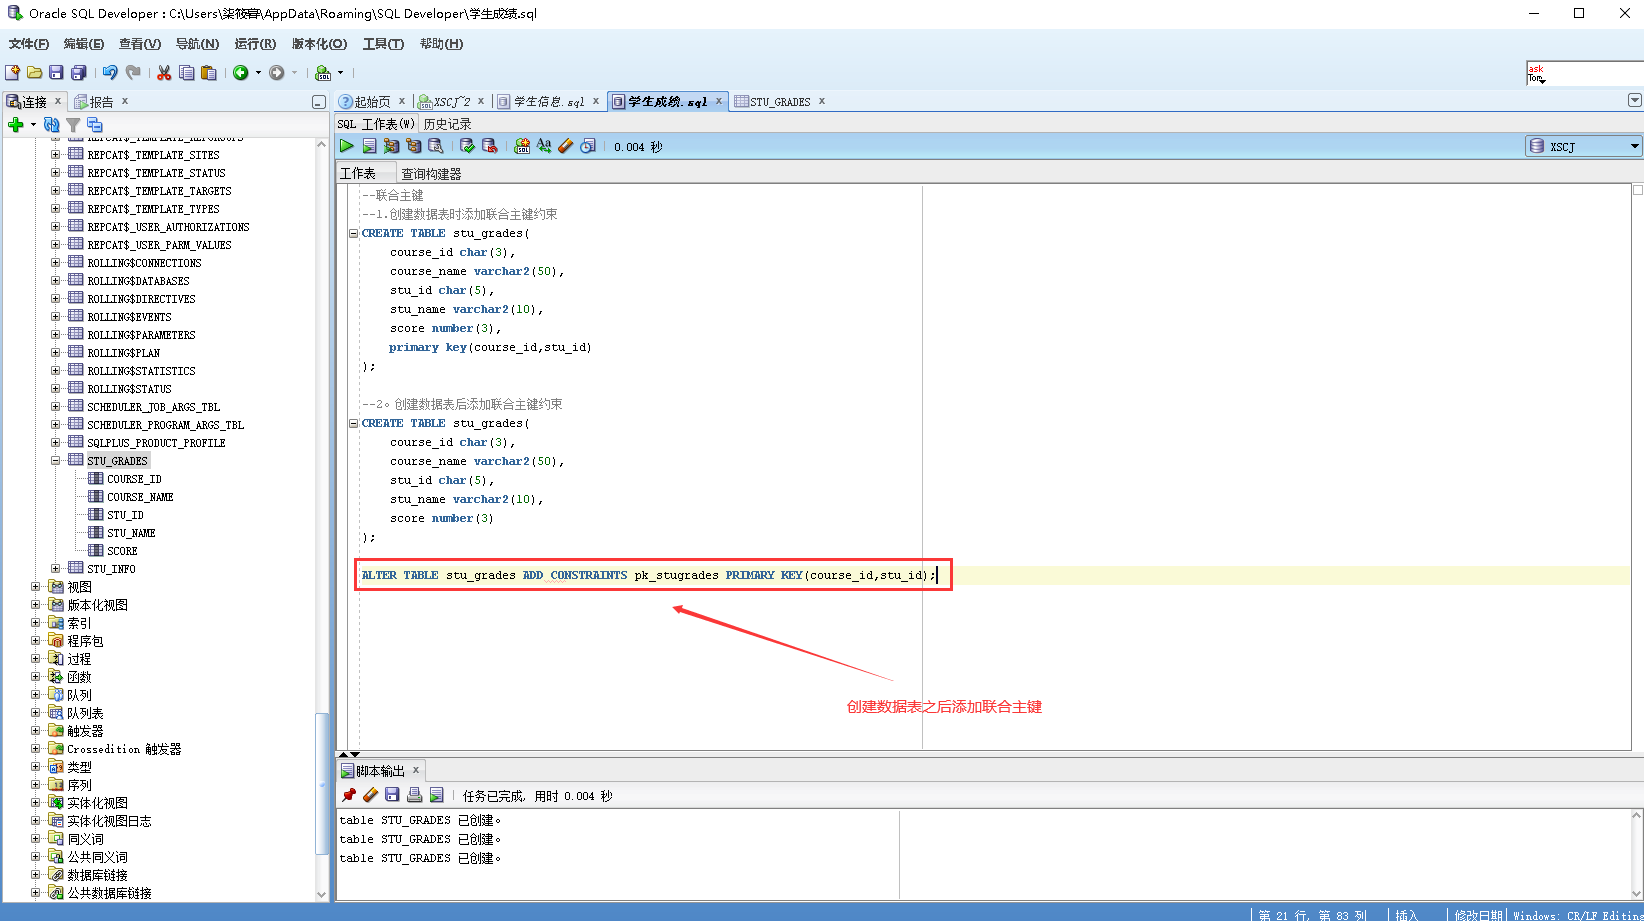 Oracle SQL Developer : C:\Users\柒筱蓸\AppData\Roaming\SQL Developer\学生成绩.sql
文件(F) 编辑(E) 查看(V) 导航(N) 运行(R) 版本化(O) 工具(T) 帮助(H)
ask
Tom
连接 x 报告 x
起始页 x XSCJ~2 x 学生信息.sql x 学生成绩.sql x STU_GRADES x
SQL 工作表(W) 历史记录
0.004 秒
XSCJ
工作表 查询构建器
REPCAT$_TEMPLATE_REFGROUPS
REPCAT$_TEMPLATE_SITES
REPCAT$_TEMPLATE_STATUS
REPCAT$_TEMPLATE_TARGETS
REPCAT$_TEMPLATE_TYPES
REPCAT$_USER_AUTHORIZATIONS
REPCAT$_USER_PARM_VALUES
ROLLING$CONNECTIONS
ROLLING$DATABASES
ROLLING$DIRECTIVES
ROLLING$EVENTS
ROLLING$PARAMETERS
ROLLING$PLAN
ROLLING$STATISTICS
ROLLING$STATUS
SCHEDULER_JOB_ARGS_TBL
SCHEDULER_PROGRAM_ARGS_TBL
SQLPLUS_PRODUCT_PROFILE
STU_GRADES
COURSE_ID
COURSE_NAME
STU_ID
STU_NAME
SCORE
STU_INFO
视图
版本化视图
索引
程序包
过程
函数
队列
队列表
触发器
Crossedition 触发器
类型
序列
实体化视图
实体化视图日志
同义词
公共同义词
数据库链接
公共数据库链接
--联合主键
--1.创建数据表时添加联合主键约束
CREATE TABLE stu_grades(
course_id char(3),
course_name varchar2(50),
stu_id char(5),
stu_name varchar2(10),
score number(3),
primary key(course_id,stu_id)
);
--2。创建数据表后添加联合主键约束
CREATE TABLE stu_grades(
course_id char(3),
course_name varchar2(50),
stu_id char(5),
stu_name varchar2(10),
score number(3)
);
ALTER TABLE stu_grades ADD CONSTRAINTS pk_stugrades PRIMARY KEY(course_id,stu_id);
创建数据表之后添加联合主键
脚本输出 x
任务已完成, 用时 0.004 秒
table STU_GRADES 已创建。
table STU_GRADES 已创建。
table STU_GRADES 已创建。
第 21 行, 第 83 列 插入 修改日期 Windows: CR/LF Editing